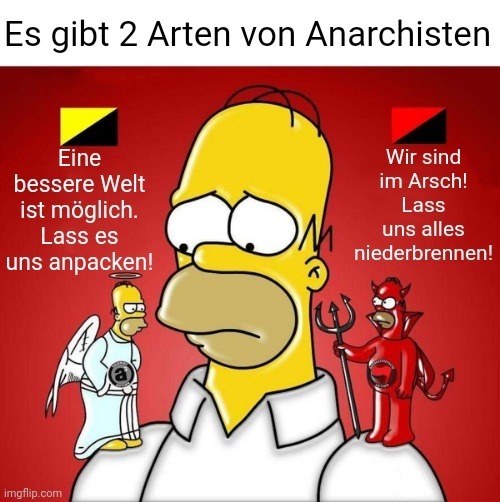 Es gibt 2 Arten von Anarchisten
Eine
bessere Welt
ist möglich.
Lass es
uns anpacken!
Wir sind
im Arsch!
Lass
uns alles
niederbrennen!
a
imgflip.com